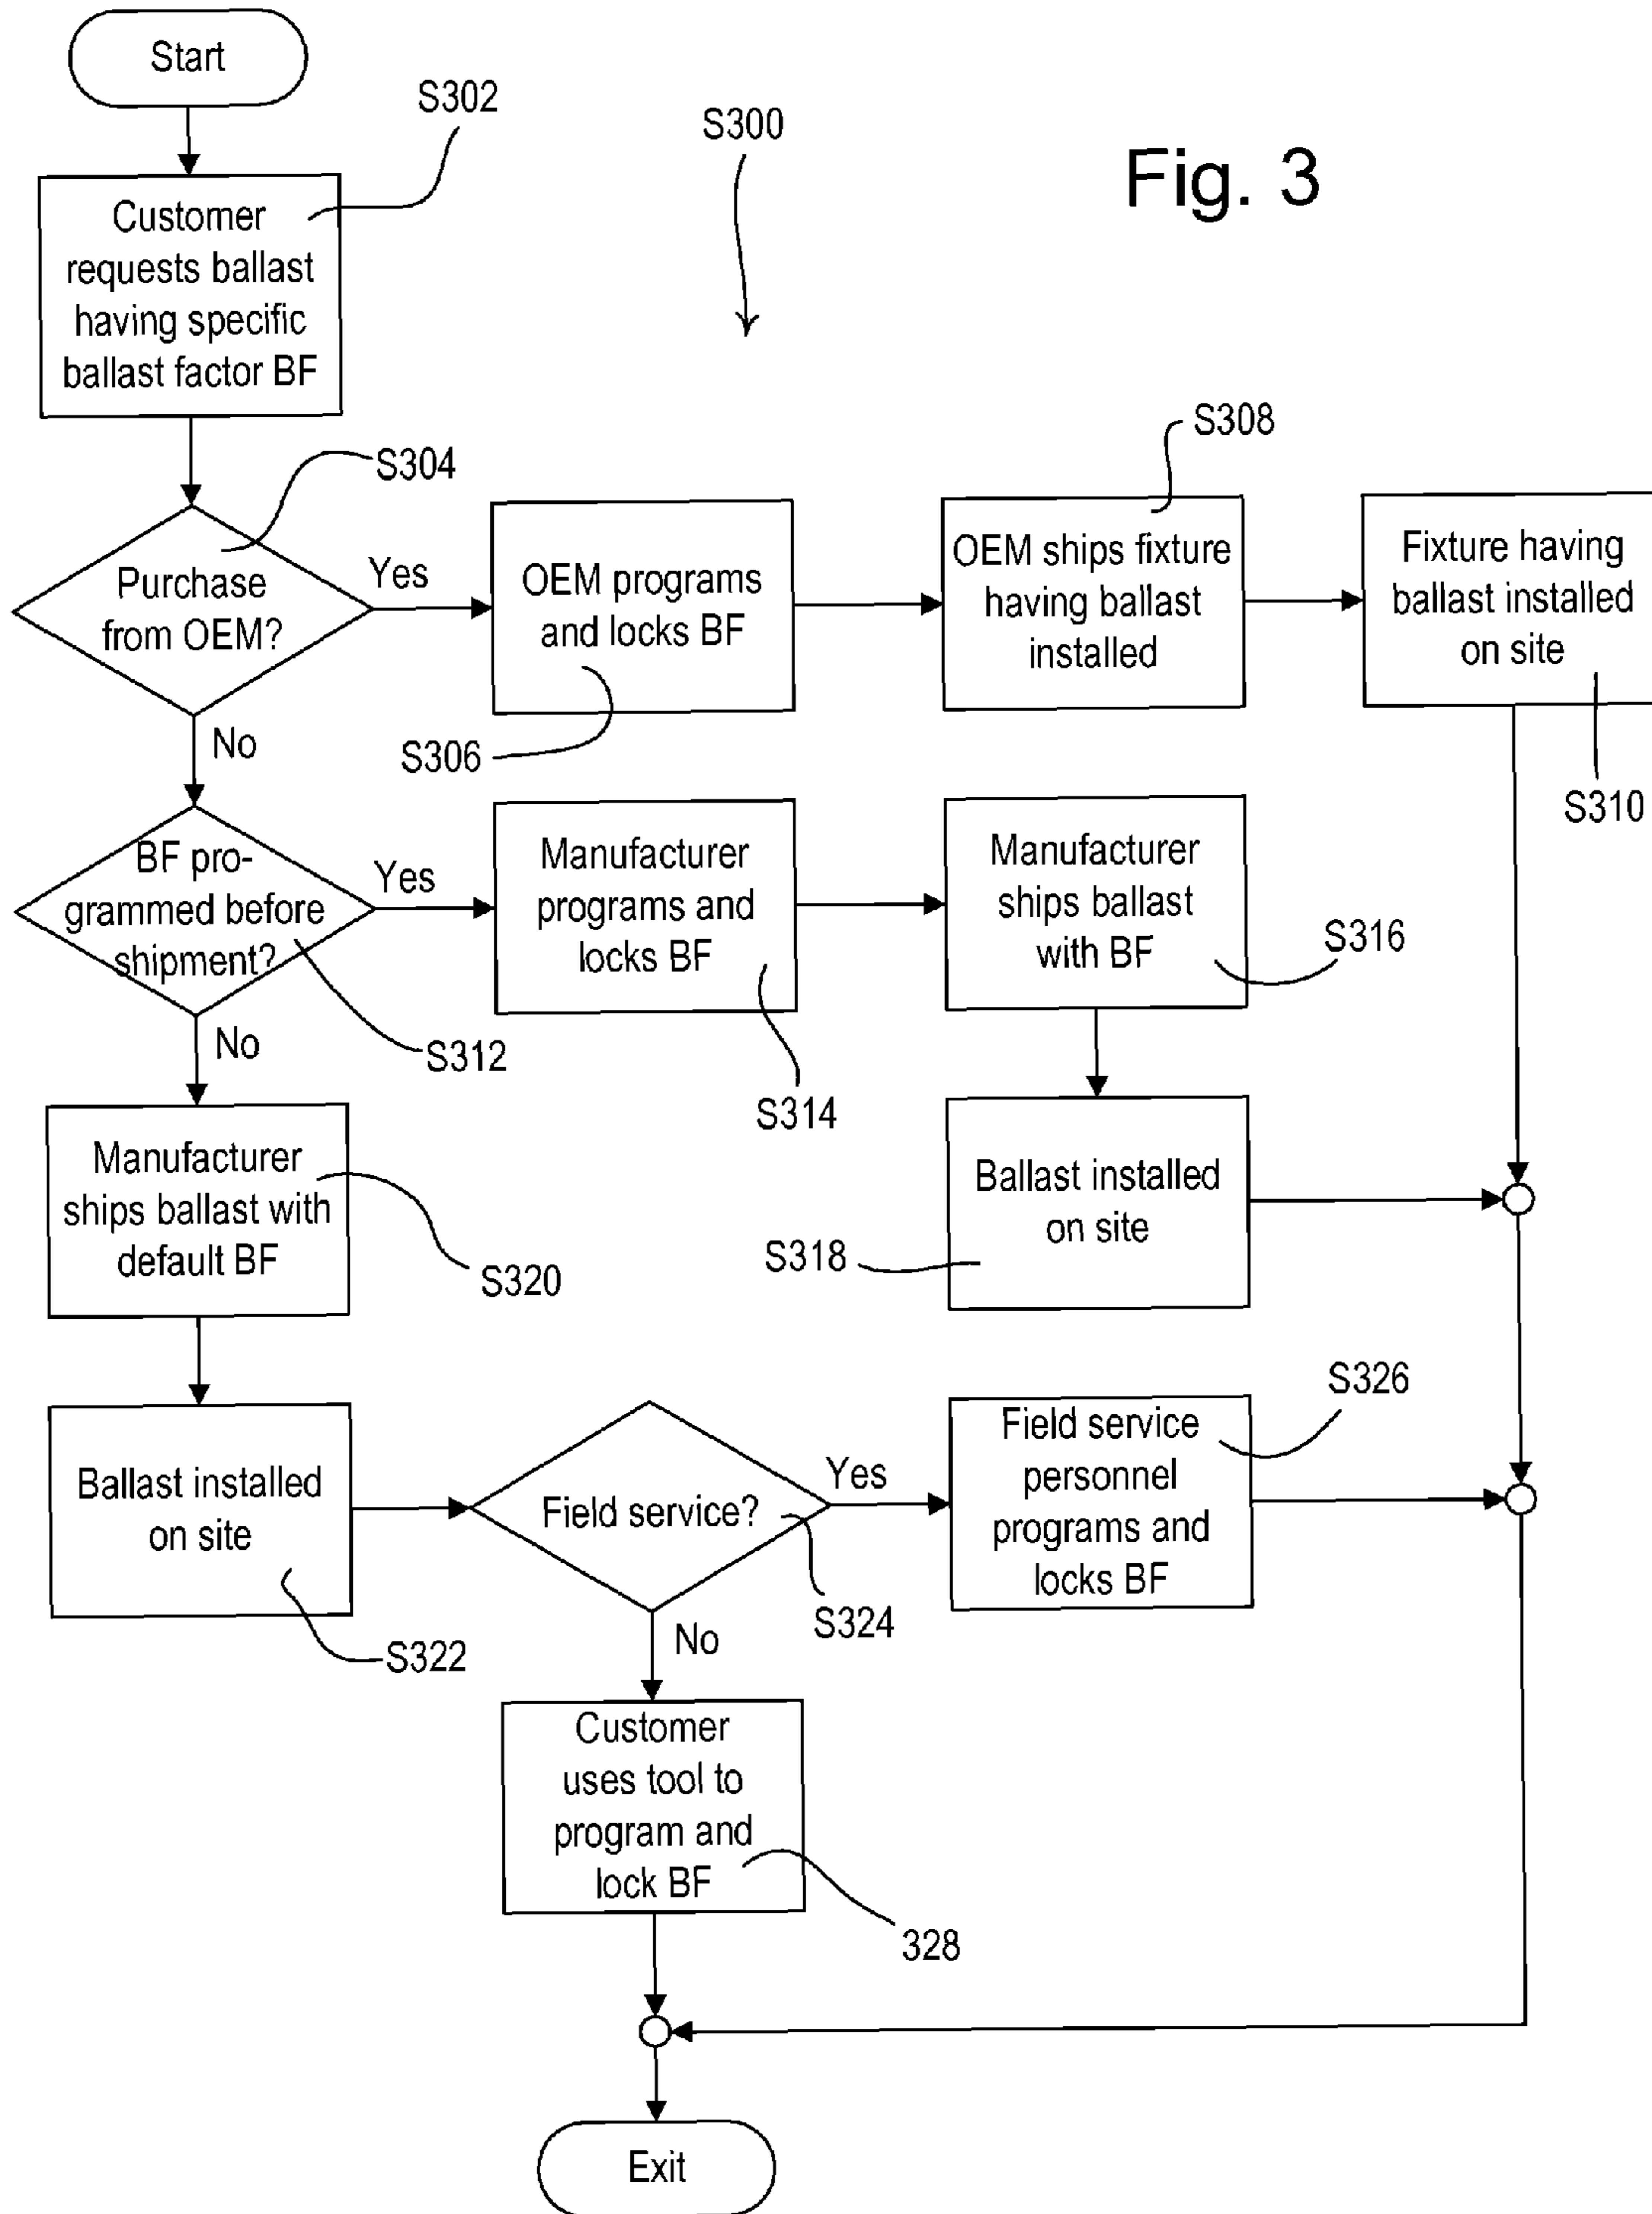 Start
S302
S300
Fig. 3
Customer
requests ballast
having specific
ballast factor BF
S304
S308
Purchase
from OEM?
Yes
OEM programs
and locks BF
OEM ships fixture
having ballast
installed
Fixture having
ballast installed
on site
No
S306
S310
BF pro-
grammed before
shipment?
Yes
Manufacturer
programs and
locks BF
Manufacturer
ships ballast
with BF
S316
No
S312
S314
Manufacturer
ships ballast with
default BF
S320
Ballast installed
on site
S318
S326
Ballast installed
on site
Field service?
Yes
Field service
personnel
programs and
locks BF
S322
No
S324
Customer
uses tool to
program and
lock BF
328
Exit